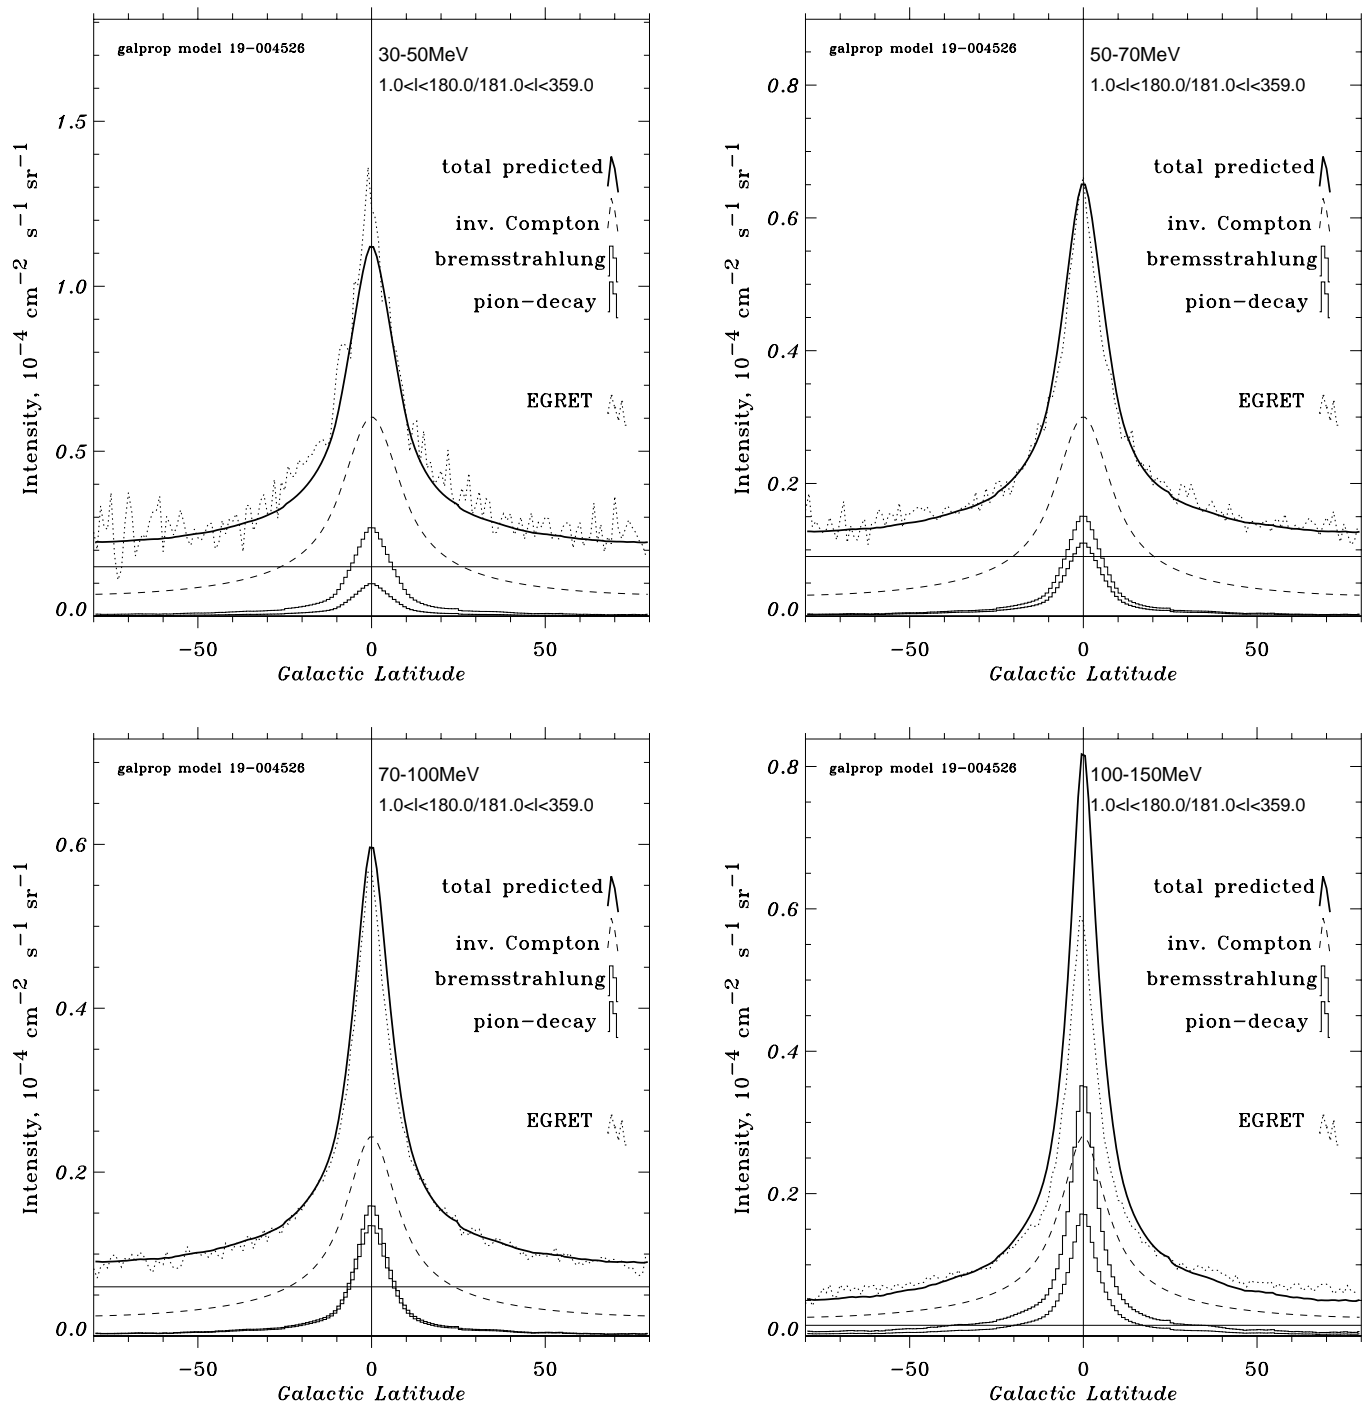 galprop model 19-004526
30-50MeV
1.0<l<180.0/181.0<l<359.0
total predicted
inv. Compton
bremsstrahlung
pion-decay
EGRET
1.5
1.0
0.5
0.0
-50
0
50
Galactic Latitude
Intensity, 10⁻⁴ cm⁻² s⁻¹ sr⁻¹
galprop model 19-004526
50-70MeV
1.0<l<180.0/181.0<l<359.0
total predicted
inv. Compton
bremsstrahlung
pion-decay
EGRET
0.8
0.6
0.4
0.2
0.0
-50
0
50
Galactic Latitude
Intensity, 10⁻⁴ cm⁻² s⁻¹ sr⁻¹
galprop model 19-004526
70-100MeV
1.0<l<180.0/181.0<l<359.0
total predicted
inv. Compton
bremsstrahlung
pion-decay
EGRET
0.6
0.4
0.2
0.0
-50
0
50
Galactic Latitude
Intensity, 10⁻⁴ cm⁻² s⁻¹ sr⁻¹
galprop model 19-004526
100-150MeV
1.0<l<180.0/181.0<l<359.0
total predicted
inv. Compton
bremsstrahlung
pion-decay
EGRET
0.8
0.6
0.4
0.2
0.0
-50
0
50
Galactic Latitude
Intensity, 10⁻⁴ cm⁻² s⁻¹ sr⁻¹